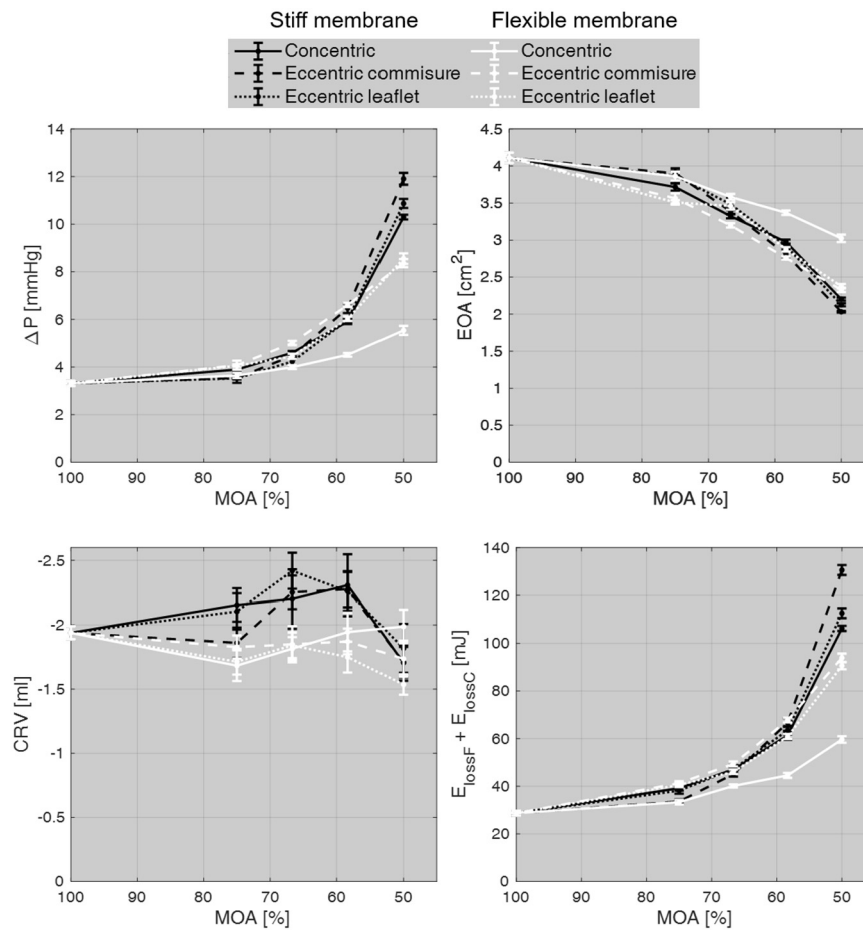 Stiff membrane Flexible membrane
Concentric Concentric
Eccentric commisure Eccentric commisure
Eccentric leaflet Eccentric leaflet
14
12
10
8
6
4
2
0
ΔP [mmHg]
100 90 80 70 60 50
MOA [%]
4.5
4
3.5
3
2.5
2
1.5
1
0.5
0
EOA [cm²]
100 90 80 70 60 50
MOA [%]
-2.5
-2
-1.5
-1
-0.5
0
CRV [ml]
100 90 80 70 60 50
MOA [%]
140
120
100
80
60
40
20
0
E_lossF + E_lossC [mJ]
100 90 80 70 60 50
MOA [%]